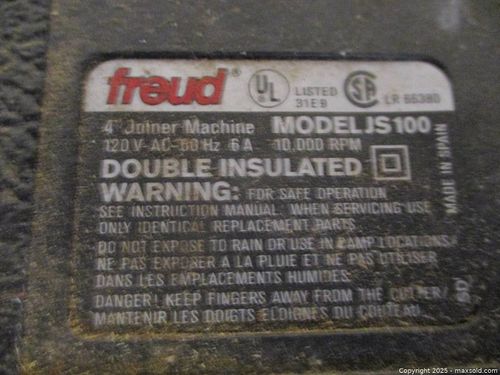 freud®
UL LISTED 31EB
SA LR 66380
4" Joiner Machine MODEL JS100
120 V-AC-60 Hz 6 A 10,000 RPM
DOUBLE INSULATED
WARNING: FOR SAFE OPERATION
SEE INSTRUCTION MANUAL. WHEN SERVICING USE
ONLY IDENTICAL REPLACEMENT PARTS.
DO NOT EXPOSE TO RAIN OR USE IN DAMP LOCATIONS/
NE PAS EXPOSER A LA PLUIE ET NE PAS UTILISER
DANS LES EMPLACEMENTS HUMIDES.
DANGER! KEEP FINGERS AWAY FROM THE CUTTER/
MANTENIR LES DOIGTS ELOIGNES DU COUTEAU.
MADE IN SPAIN
Copyright 2025 - maxsold.com